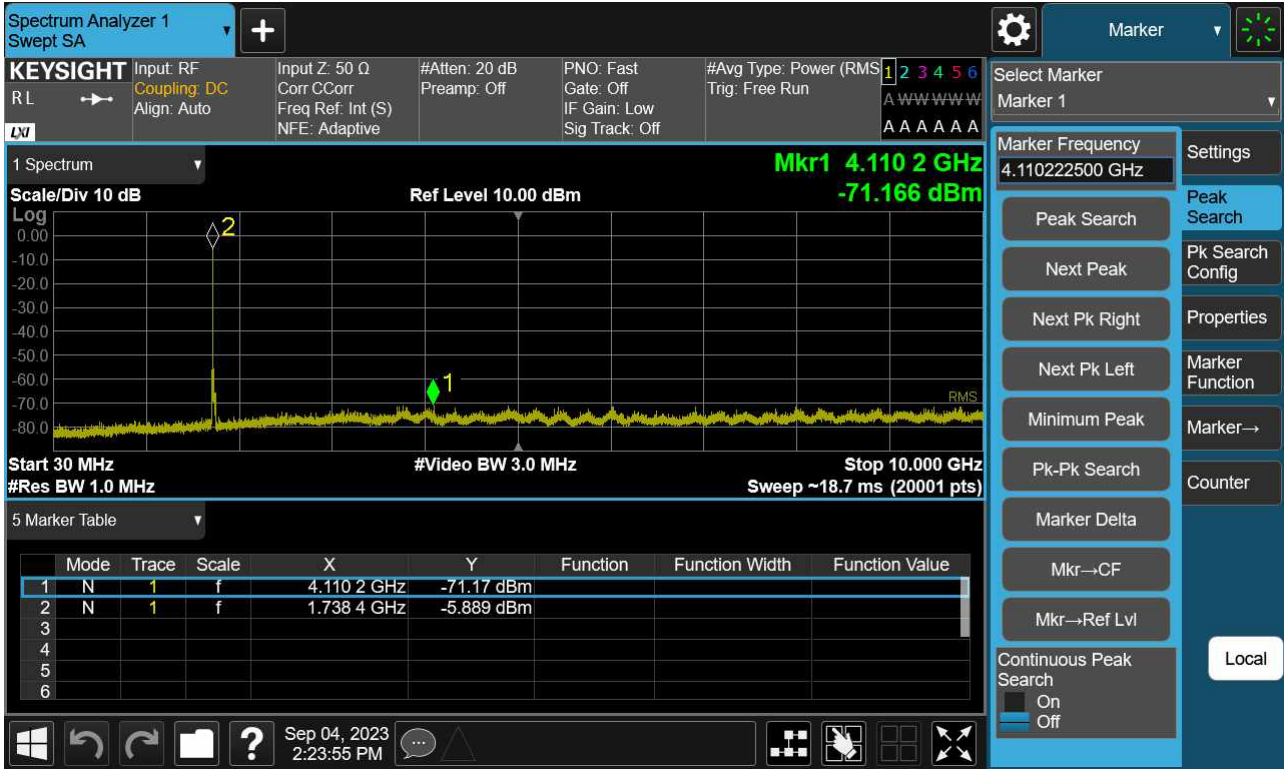 Spectrum Analyzer 1
Swept SA
+
Marker
KEYSIGHT
RL
LXI
Input: RF
Coupling: DC
Align: Auto
Input Z: 50 Ω
Corr CCorr
Freq Ref: Int (S)
NFE: Adaptive
#Atten: 20 dB
Preamp: Off
PNO: Fast
Gate: Off
IF Gain: Low
Sig Track: Off
#Avg Type: Power (RMS
Trig: Free Run
1 2 3 4 5 6
A W W W W W
A A A A A A
Select Marker
Marker 1
1 Spectrum
Mkr1 4.110 2 GHz
Scale/Div 10 dB
Ref Level 10.00 dBm
-71.166 dBm
Log
0.00
-10.0
-20.0
-30.0
-40.0
-50.0
-60.0
-70.0
-80.0
2
1
RMS
Start 30 MHz
#Video BW 3.0 MHz
Stop 10.000 GHz
#Res BW 1.0 MHz
Sweep ~18.7 ms (20001 pts)
5 Marker Table
Mode Trace Scale X Y Function Function Width Function Value
1 N 1 f 4.110 2 GHz -71.17 dBm
2 N 1 f 1.738 4 GHz -5.889 dBm
3
4
5
6
Marker Frequency
4.110222500 GHz
Peak Search
Next Peak
Next Pk Right
Next Pk Left
Minimum Peak
Pk-Pk Search
Marker Delta
Mkr→CF
Mkr→Ref Lvl
Continuous Peak
Search
On
Off
Settings
Peak
Search
Pk Search
Config
Properties
Marker
Function
Marker→
Counter
Local
?
Sep 04, 2023
2:23:55 PM